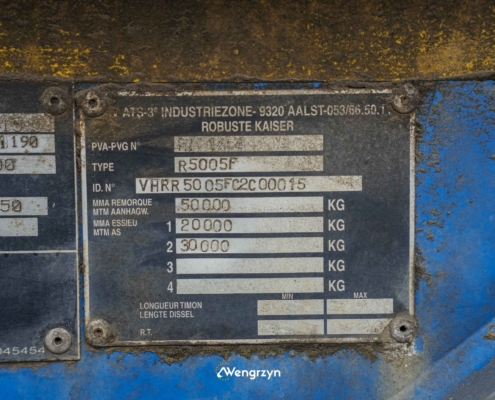 ATS-3e INDUSTRIEZONE- 9320 AALST-053/66.50.1
ROBUSTE KAISER
1190
PVA-PVG N°
TYPE R5005F
ID. N° VHRR5005FC2C00015
MMA REMORQUE
MTM AANHAGW. 50000 KG
50
MMA ESSIEU
MTM AS
1 20000 KG
2 30000 KG
3 KG
4 KG
MIN MAX
LONGUEUR TIMON
LENGTE DISSEL
R.T.
045454
Wengrzyn